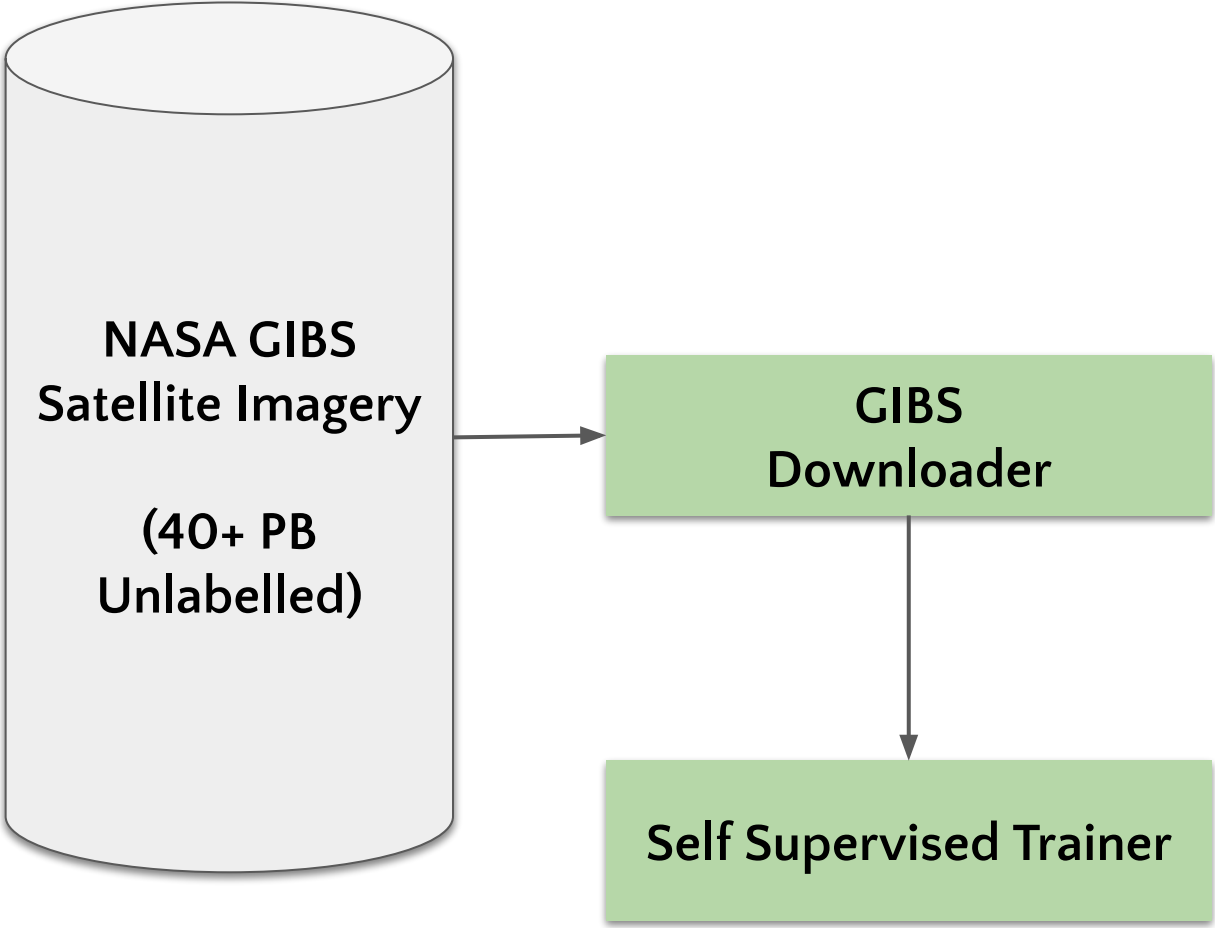 NASA GIBS
Satellite Imagery
(40+ PB
Unlabelled)
GIBS
Downloader
Self Supervised Trainer